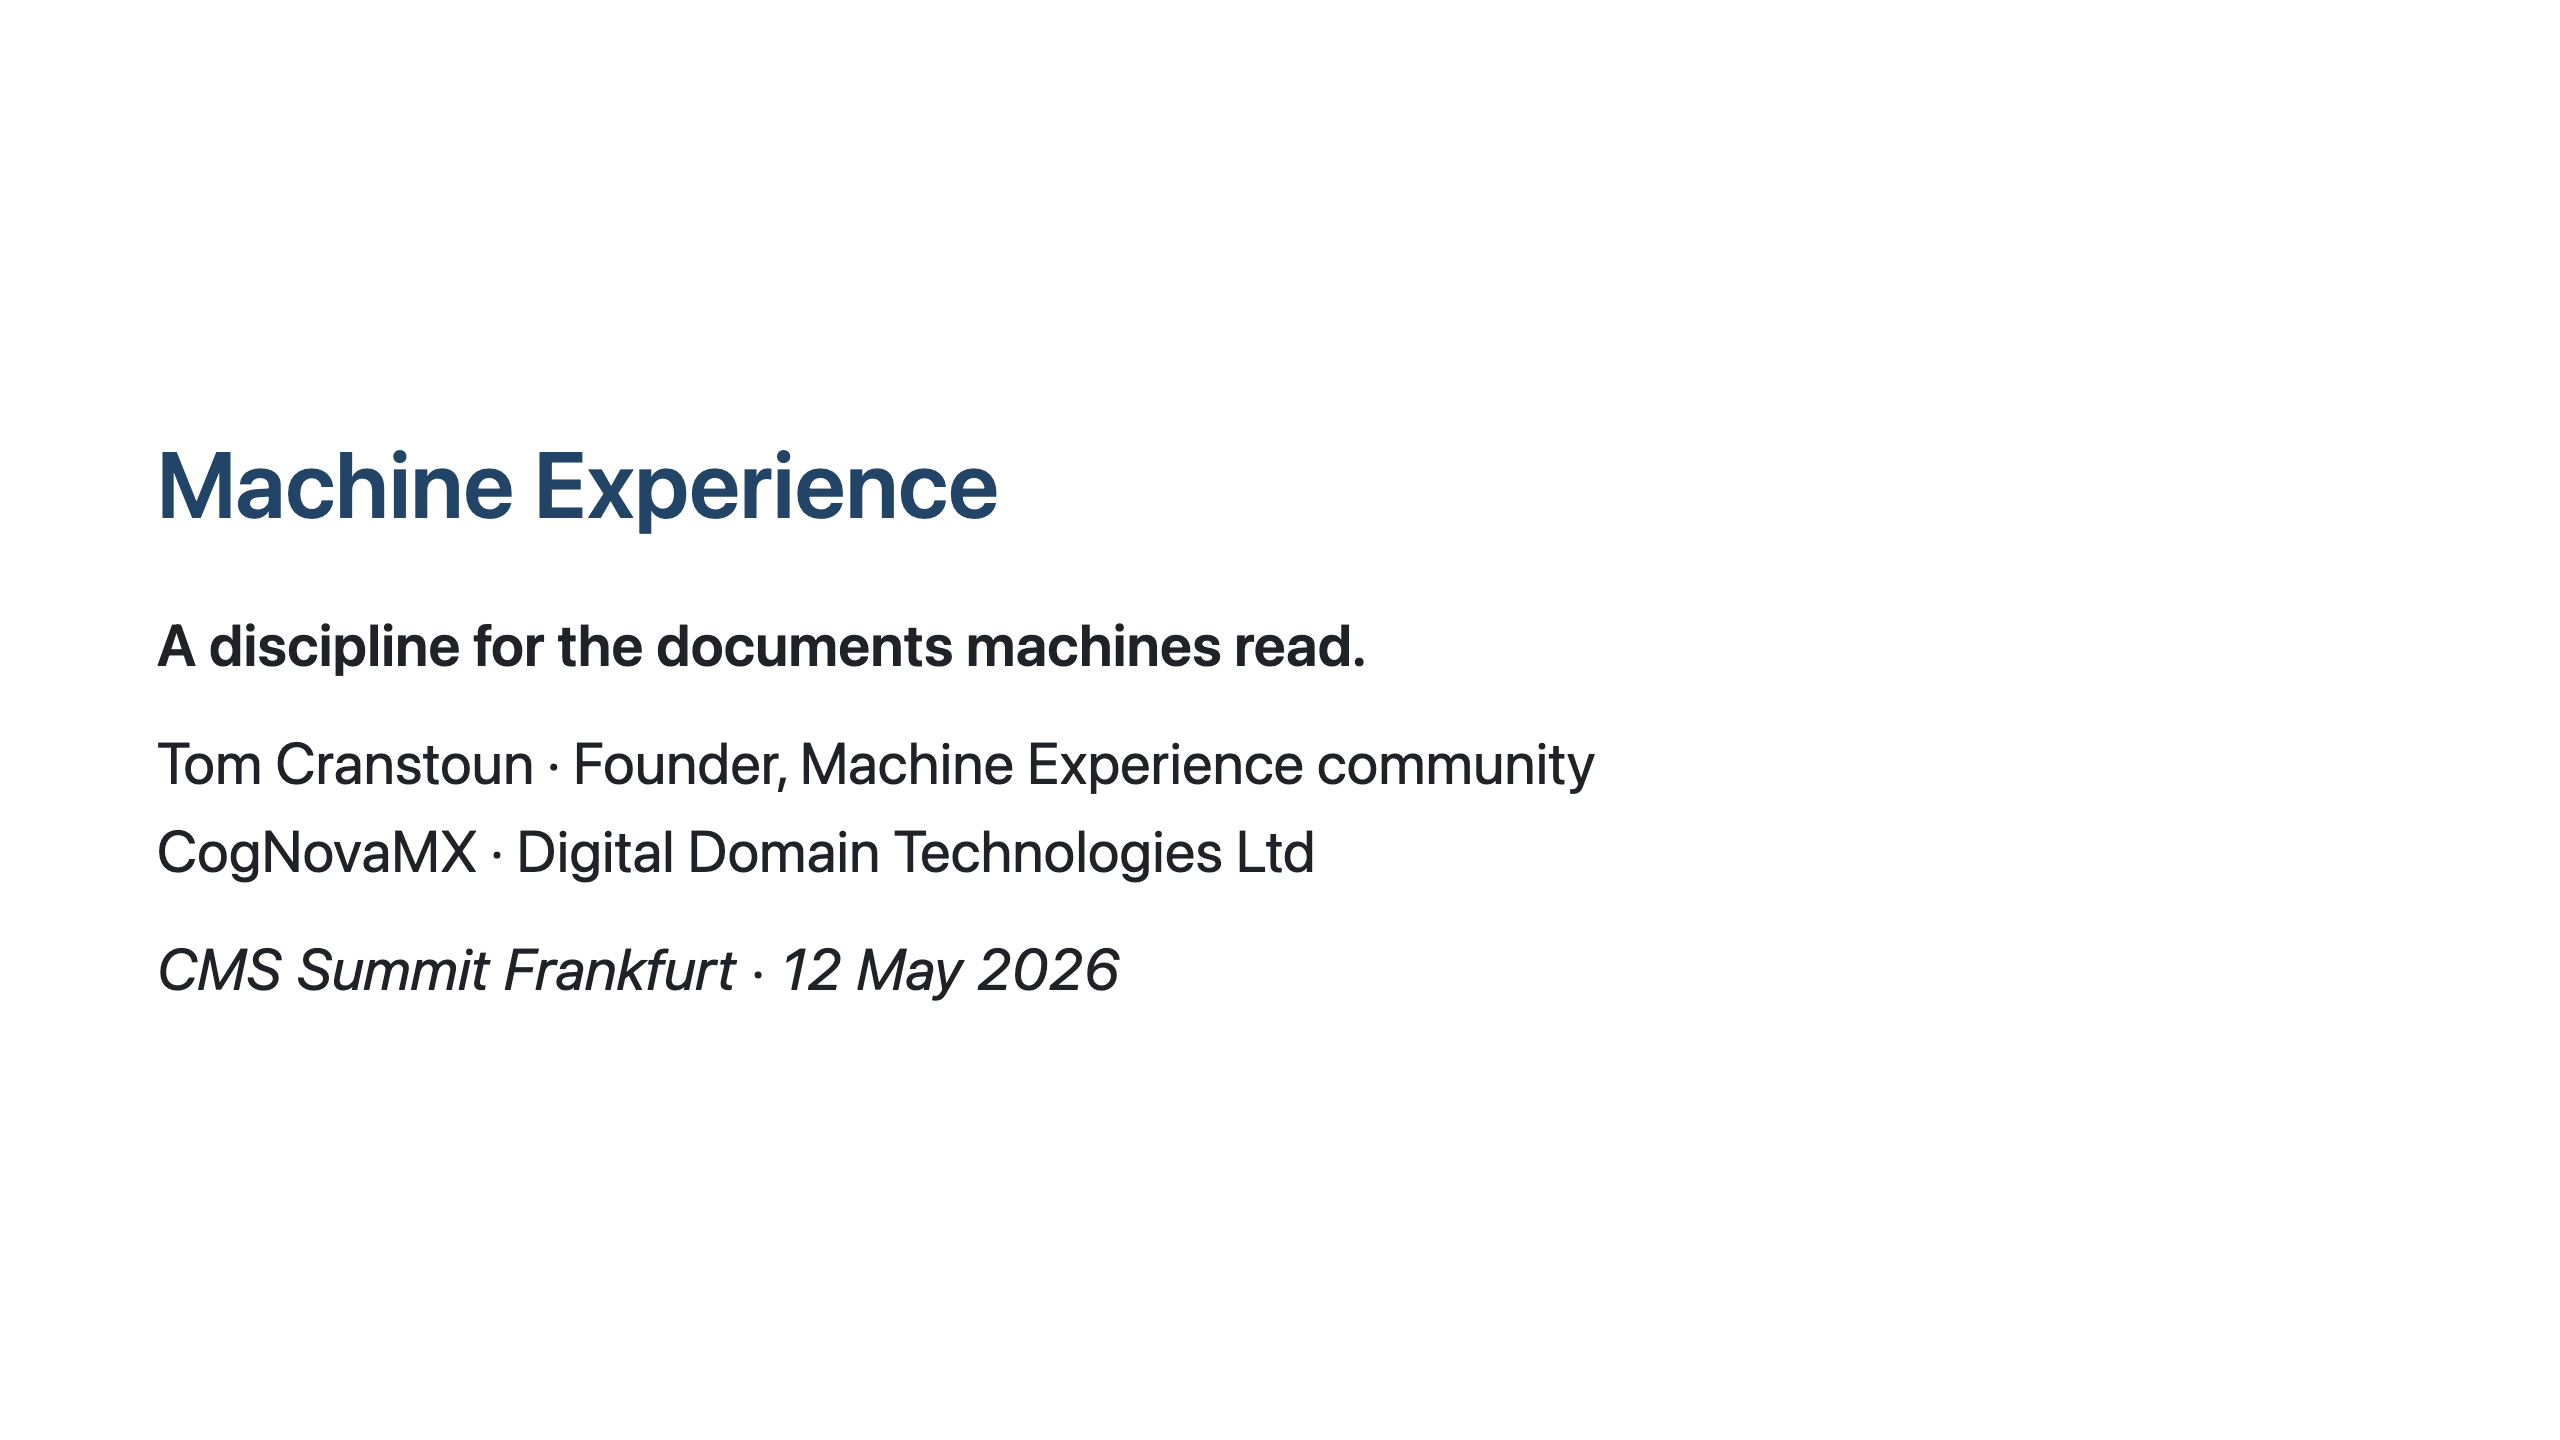 Machine Experience
A discipline for the documents machines read.
Tom Cranstoun · Founder, Machine Experience community
CogNovaMX · Digital Domain Technologies Ltd
CMS Summit Frankfurt · 12 May 2026